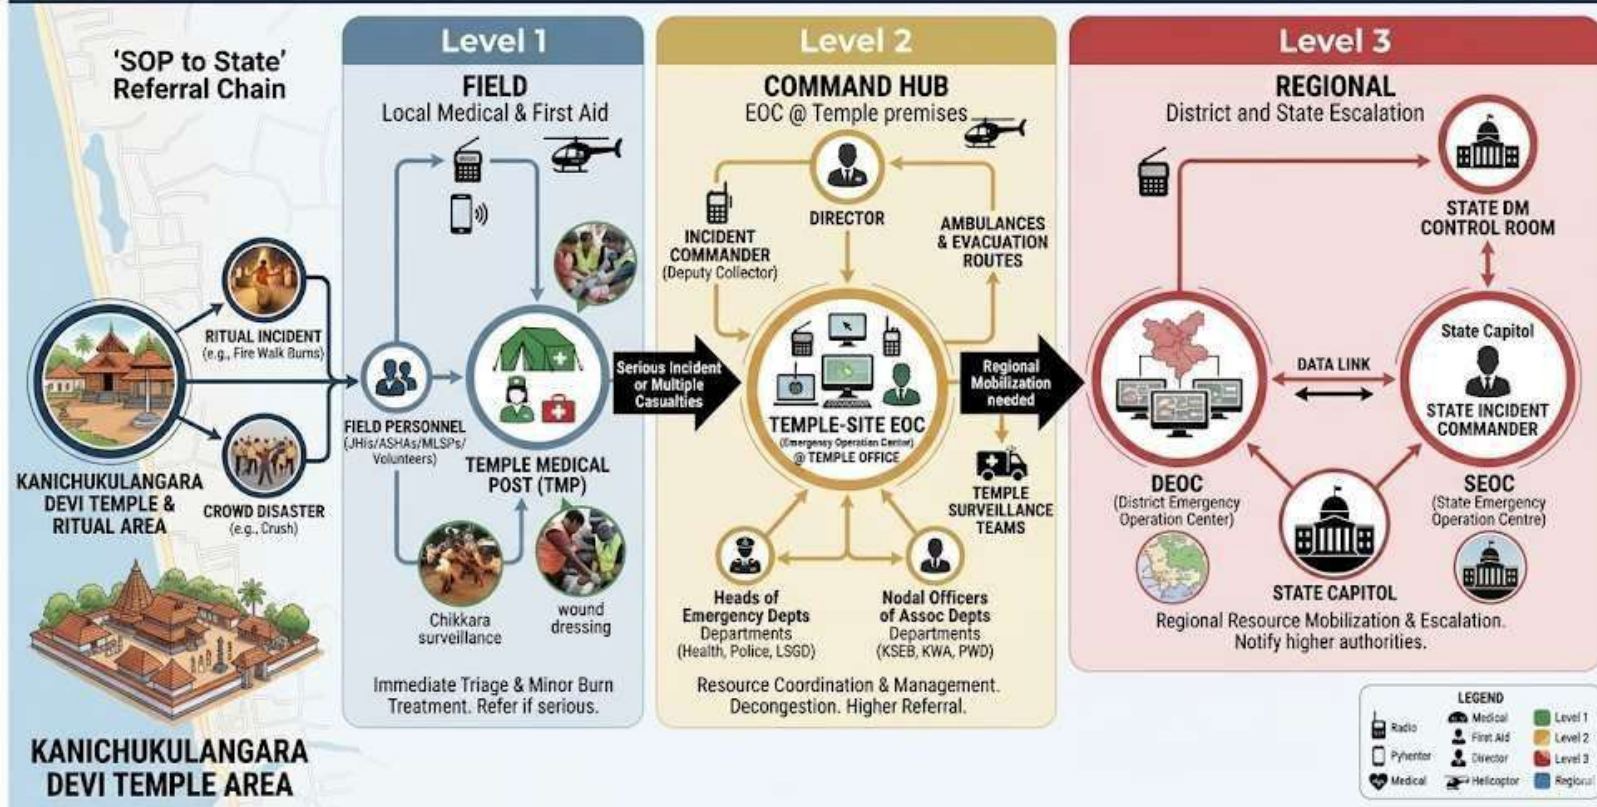 'SOP to State'
Referral Chain
RITUAL INCIDENT
(e.g., Fire Walk Burns)
KANICHUKULANGARA
DEVI TEMPLE &
RITUAL AREA
CROWD DISASTER
(e.g., Crush)
KANICHUKULANGARA
DEVI TEMPLE AREA
Level 1
FIELD
Local Medical & First Aid
FIELD PERSONNEL
(JHIs/ASHAs/MLSPs/
Volunteers)
TEMPLE MEDICAL
POST (TMP)
Chikkara
surveillance
wound
dressing
Immediate Triage & Minor Burn
Treatment. Refer if serious.
Serious Incident
or Multiple
Casualties
Level 2
COMMAND HUB
EOC @ Temple premises
DIRECTOR
INCIDENT
COMMANDER
(Deputy Collector)
AMBULANCES
& EVACUATION
ROUTES
TEMPLE-SITE EOC
(Emergency Operation Center)
@ TEMPLE OFFICE
TEMPLE
SURVEILLANCE
TEAMS
Heads of
Emergency Depts
Departments
(Health, Police, LSGD)
Nodal Officers
of Assoc Depts
Departments
(KSEB, KWA, PWD)
Resource Coordination & Management.
Decongestion. Higher Referral.
Regional
Mobilization
needed
Level 3
REGIONAL
District and State Escalation
STATE DM
CONTROL ROOM
DATA LINK
State Capitol
STATE INCIDENT
COMMANDER
DEOC
(District Emergency
Operation Center)
SEOC
(State Emergency
Operation Centre)
STATE CAPITOL
Regional Resource Mobilization & Escalation.
Notify higher authorities.
LEGEND
Radio
Pyhenter
Medical
Medical
First Aid
Director
Helicoptor
Level 1
Level 2
Level 3
Regional